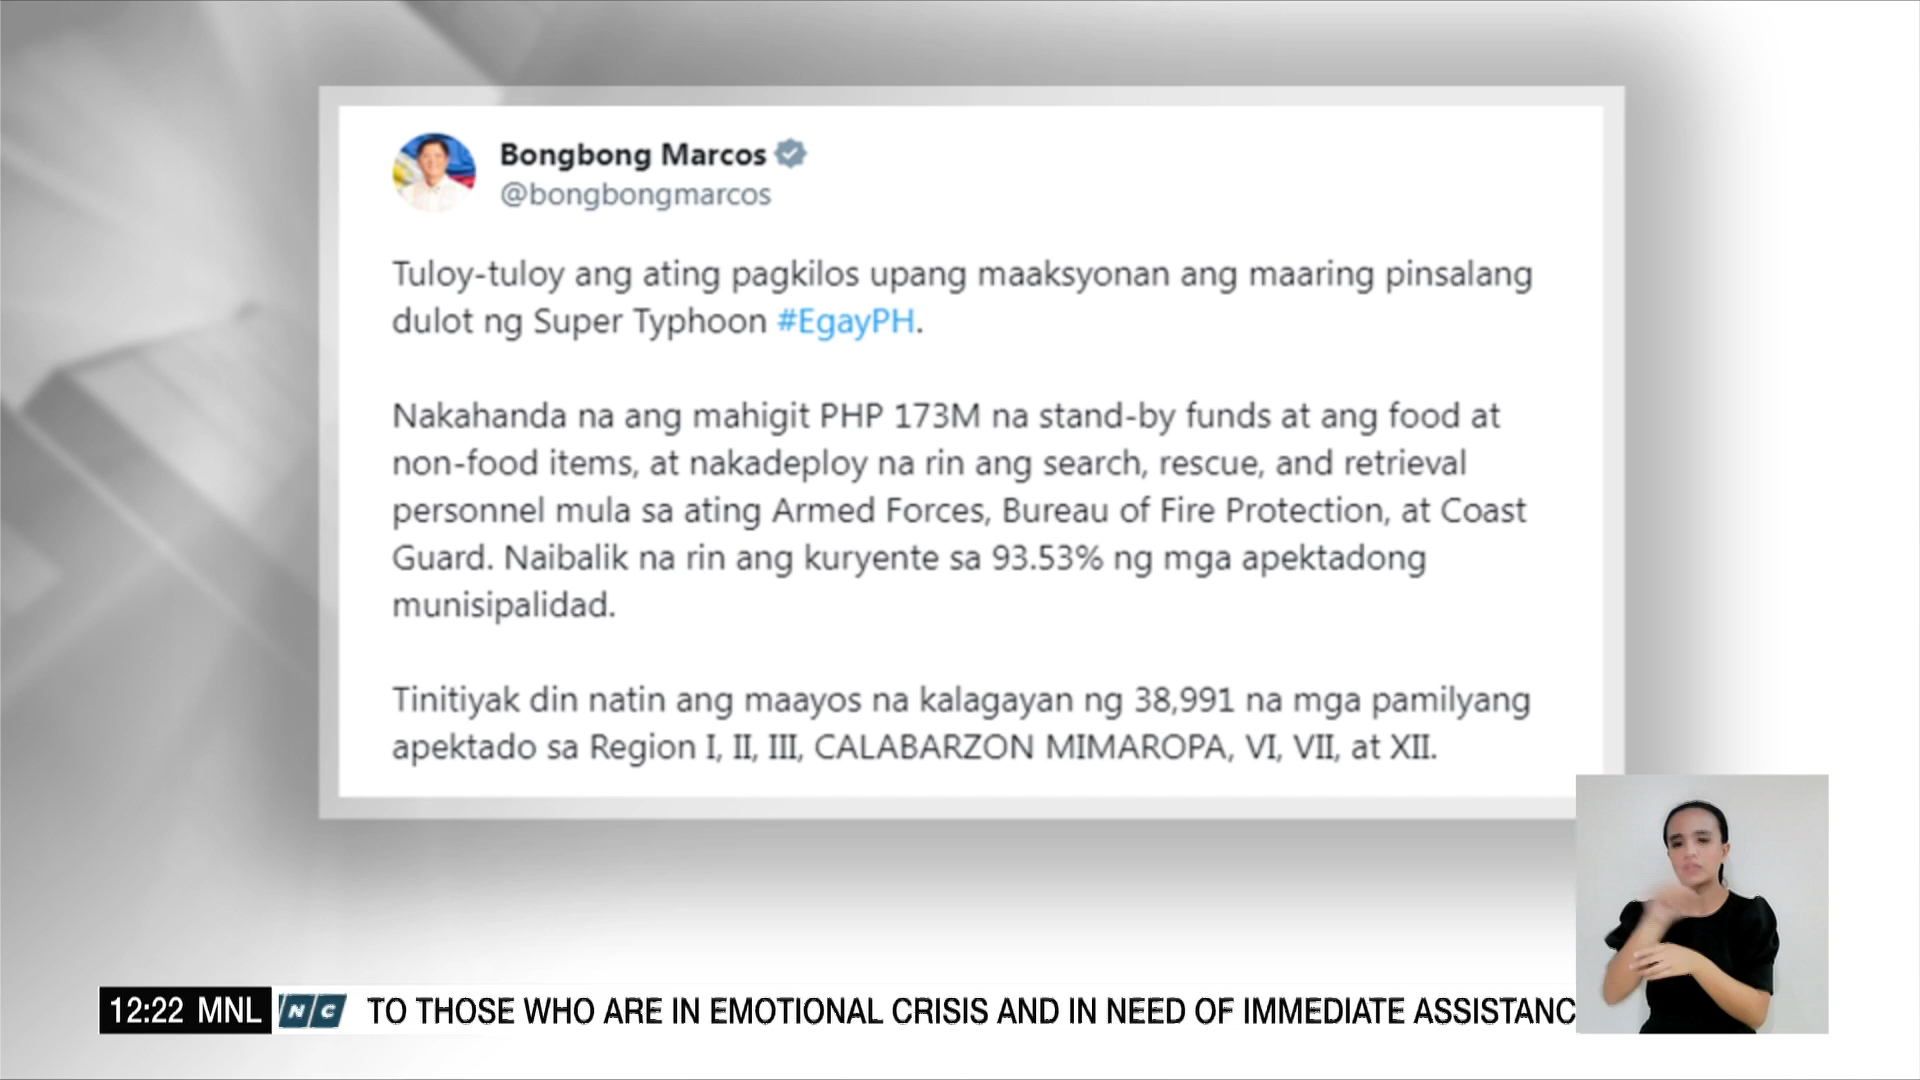 Bongbong Marcos
@bongbongmarcos
Tuloy-tuloy ang ating pagkilos upang maaksyonan ang maaring pinsalang
dulot ng Super Typhoon #EgayPH.
Nakahanda na ang mahigit PHP 173M na stand-by funds at ang food at
non-food items, at nakadeploy na rin ang search, rescue, and retrieval
personnel mula sa ating Armed Forces, Bureau of Fire Protection, at Coast
Guard. Naibalik na rin ang kuryente sa 93.53% ng mga apektadong
munisipalidad.
Tinitiyak din natin ang maayos na kalagayan ng 38,991 na mga pamilyang
apektado sa Region I, II, III, CALABARZON MIMAROPA, VI, VII, at XII.
12:22 MNL NC TO THOSE WHO ARE IN EMOTIONAL CRISIS AND IN NEED OF IMMEDIATE ASSISTANC